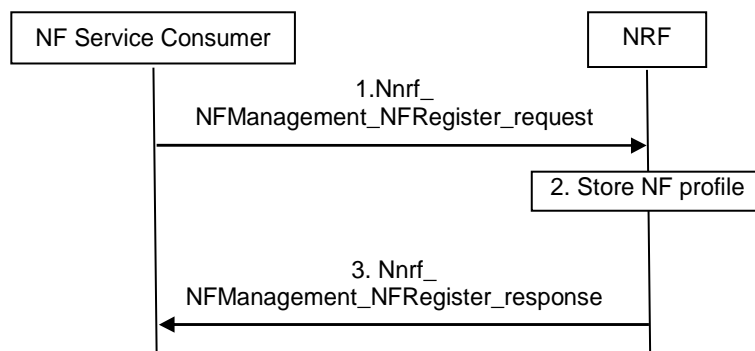 NF Service Consumer
NRF
1.Nnrf_
NFManagement_NFRegister_request
2. Store NF profile
3. Nnrf_
NFManagement_NFRegister_response